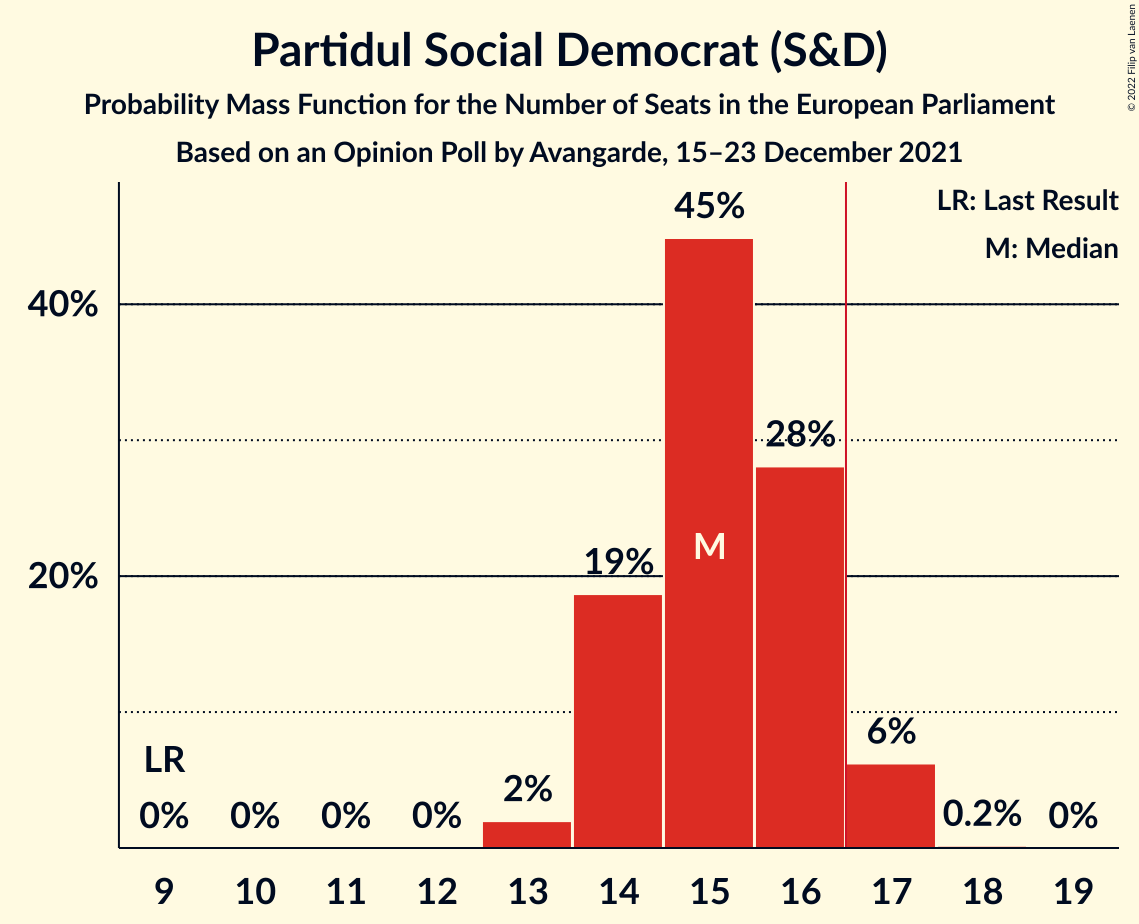 Partidul Social Democrat (S&D)
Probability Mass Function for the Number of Seats in the European Parliament
Based on an Opinion Poll by Avangarde, 15–23 December 2021
© 2022 Filip van Laenen
LR: Last Result
M: Median
45%
40%
28%
M
19%
20%
6%
LR
2%
0% 0% 0% 0% 0.2% 0%
9 10 11 12 13 14 15 16 17 18 19